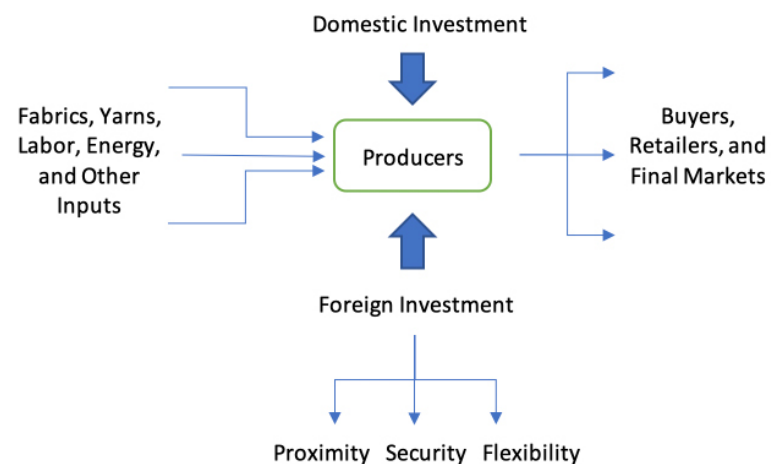 Domestic Investment
Fabrics, Yarns,
Labor, Energy,
and Other
Inputs
Producers
Buyers,
Retailers, and
Final Markets
Foreign Investment
Proximity Security Flexibility